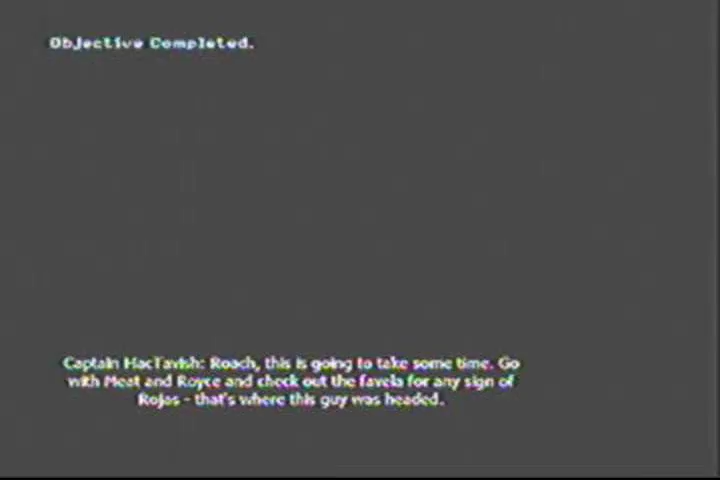 Objective Completed.
Captain MacTavish: Roach, this is going to take some time. Go
with Meat and Royce and check out the favela for any sign of
Rojas - that's where this guy was headed.